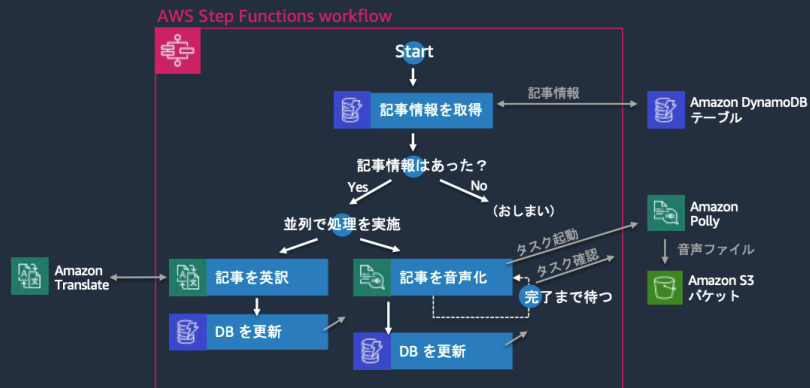 AWS Step Functions workflow
Start
記事情報を取得
記事情報
Amazon DynamoDB
テーブル
記事情報はあった？
Yes
No
(おしまい)
並列で処理を実施
タスク起動
タスク確認
Amazon
Polly
音声ファイル
Amazon
Translate
記事を英訳
記事を音声化
完了まで待つ
Amazon S3
バケット
DB を更新
DB を更新